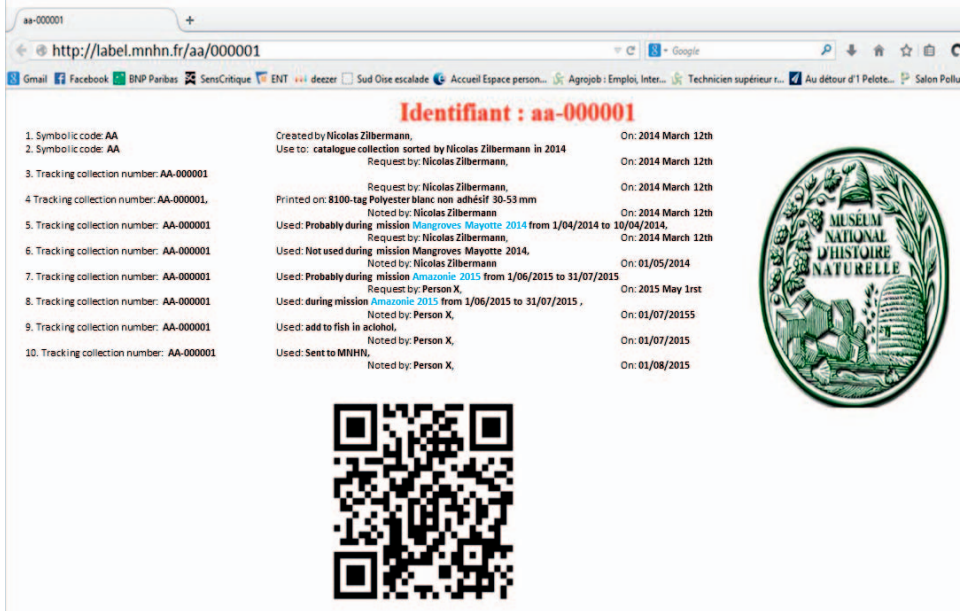 aa-000001
http://label.mnhn.fr/aa/000001
Google
Gmail Facebook BNP Paribas SensCritique ENT deezer Sud Oise escalade Accueil Espace person... Agrojob : Emploi, Inter... Technicien supérieur r... Au détour d'1 Pelote... Salon Pollu
Identifiant : aa-000001
1. Symbolic code: AA Created by Nicolas Zilbermann, On: 2014 March 12th
2. Symbolic code: AA Use to: catalogue collection sorted by Nicolas Zilbermann in 2014
Request by: Nicolas Zilbermann, On: 2014 March 12th
3. Tracking collection number: AA-000001
Request by: Nicolas Zilbermann, On: 2014 March 12th
4 Tracking collection number: AA-000001, Printed on: 8100-tag Polyester blanc non adhésif 30-53 mm
Noted by: Nicolas Zilbermann On: 2014 March 12th
5. Tracking collection number: AA-000001 Used: Probably during mission Mangroves Mayotte 2014 from 1/04/2014 to 10/04/2014,
Request by: Nicolas Zilbermann, On: 2014 March 12th
6. Tracking collection number: AA-000001 Used: Not used during mission Mangroves Mayotte 2014,
Noted by: Nicolas Zilbermann On: 01/05/2014
7. Tracking collection number: AA-000001 Used: Probably during mission Amazonie 2015 from 1/06/2015 to 31/07/2015
Request by: Person X, On: 2015 May 1rst
8. Tracking collection number: AA-000001 Used: during mission Amazonie 2015 from 1/06/2015 to 31/07/2015 ,
Noted by: Person X, On: 01/07/20155
9. Tracking collection number: AA-000001 Used: add to fish in aclohol,
Noted by: Person X, On: 01/07/2015
10. Tracking collection number: AA-000001 Used: Sent to MNHN,
Noted by: Person X, On: 01/08/2015
MUSÉUM
NATIONAL
D'HISTOIRE
NATURELLE